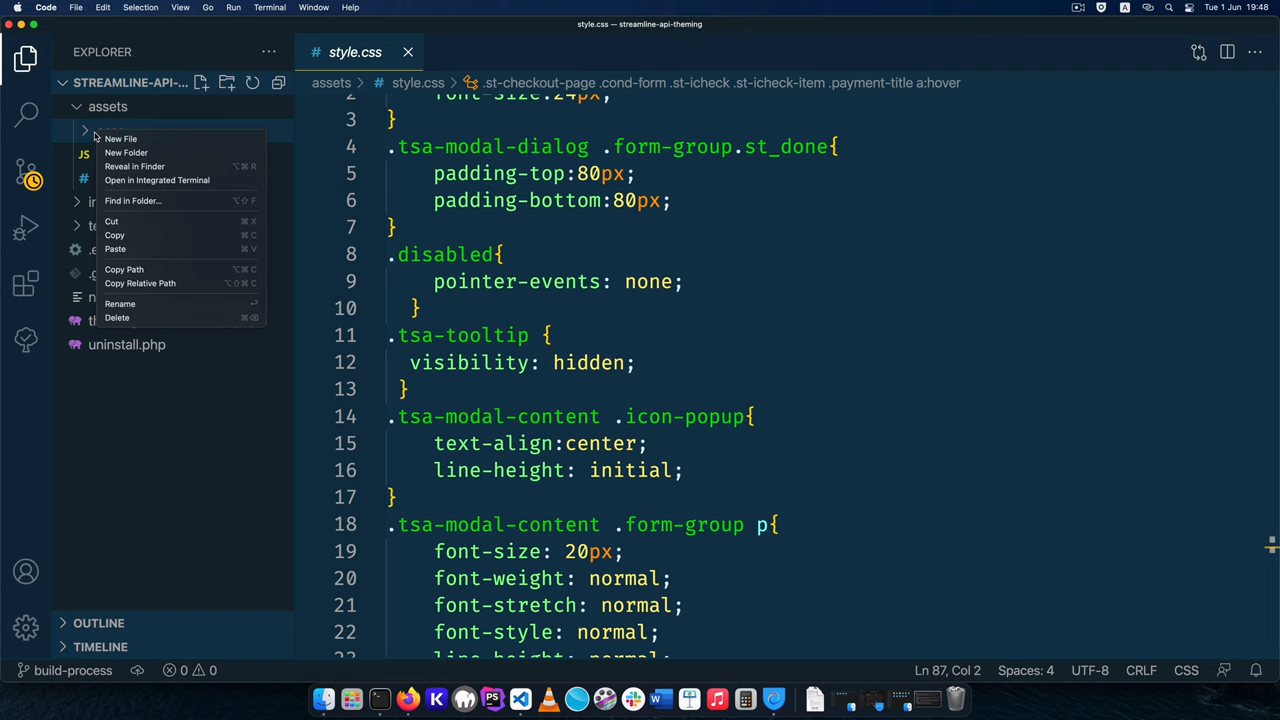 Code File Edit Selection View Go Run Terminal Window Help A Tue 1 Jun 19:48
style.css — streamline-api-theming
EXPLORER
STREAMLINE-API-...
assets
JS
#
uninstall.php
OUTLINE
TIMELINE
New File
New Folder
Reveal in Finder ⌥⌘R
Open in Integrated Terminal
Find in Folder... ⌥⇧F
Cut ⌘X
Copy ⌘C
Paste ⌘V
Copy Path ⌥⌘C
Copy Relative Path ⌥⇧⌘C
Rename
Delete
# style.css
assets > # style.css > .st-checkout-page .cond-form .st-icheck .st-icheck-item .payment-title a:hover
2 font-size:24px;
3 }
4 .tsa-modal-dialog .form-group.st_done{
5 padding-top:80px;
6 padding-bottom:80px;
7 }
8 .disabled{
9 pointer-events: none;
10 }
11 .tsa-tooltip {
12 visibility: hidden;
13 }
14 .tsa-modal-content .icon-popup{
15 text-align:center;
16 line-height: initial;
17 }
18 .tsa-modal-content .form-group p{
19 font-size: 20px;
20 font-weight: normal;
21 font-stretch: normal;
22 font-style: normal;
23 line-height: normal;
build-process 0 0 Ln 87, Col 2 Spaces: 4 UTF-8 CRLF CSS
K PS W